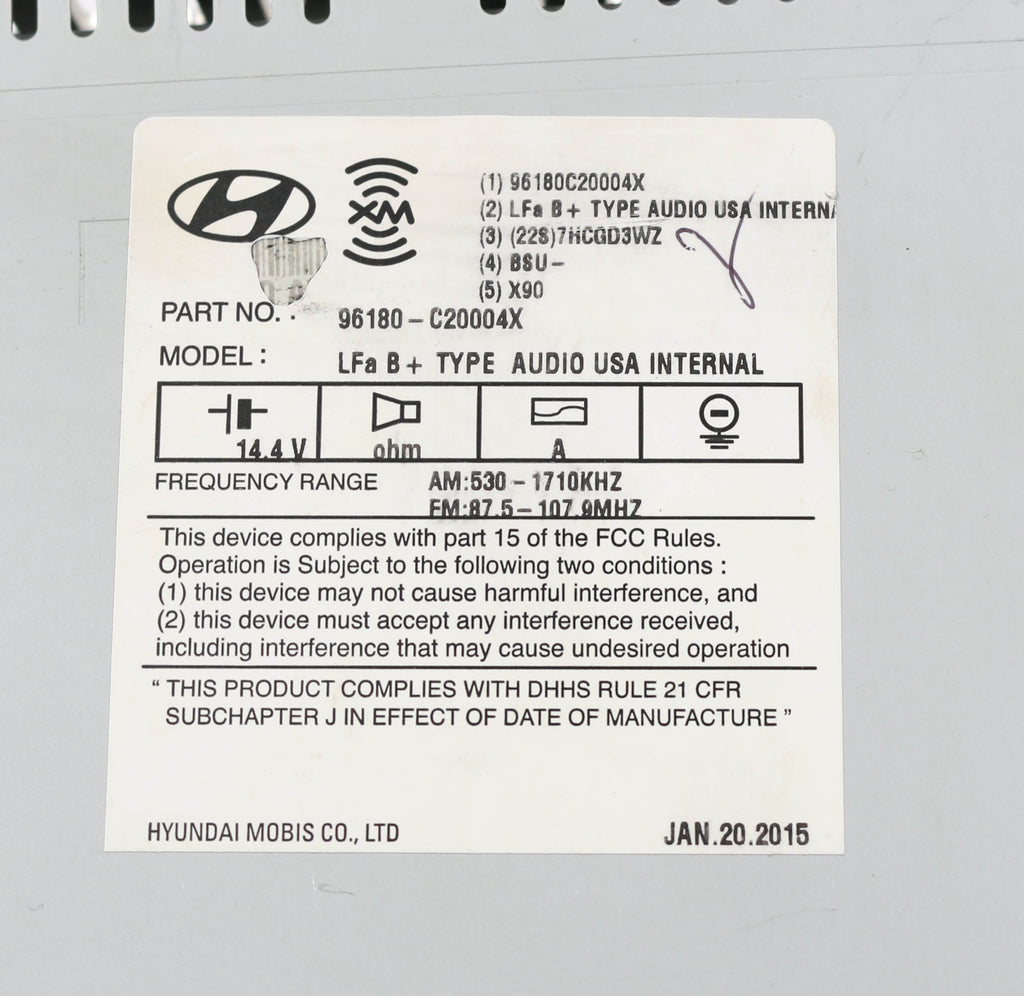 XM
(1) 96180C20004X
(2) LFa B+ TYPE AUDIO USA INTERN
(3) (228)7HCGD3WZ
(4) BSU-
(5) X90
PART NO. : 96180-C20004X
MODEL : LFa B+ TYPE AUDIO USA INTERNAL
14.4 V ohm A
FREQUENCY RANGE AM:530-1710KHZ
FM:87.5-107.9MHZ
This device complies with part 15 of the FCC Rules.
Operation is Subject to the following two conditions :
(1) this device may not cause harmful interference, and
(2) this device must accept any interference received,
including interference that may cause undesired operation
“ THIS PRODUCT COMPLIES WITH DHHS RULE 21 CFR
SUBCHAPTER J IN EFFECT OF DATE OF MANUFACTURE ”
HYUNDAI MOBIS CO., LTD JAN.20.2015